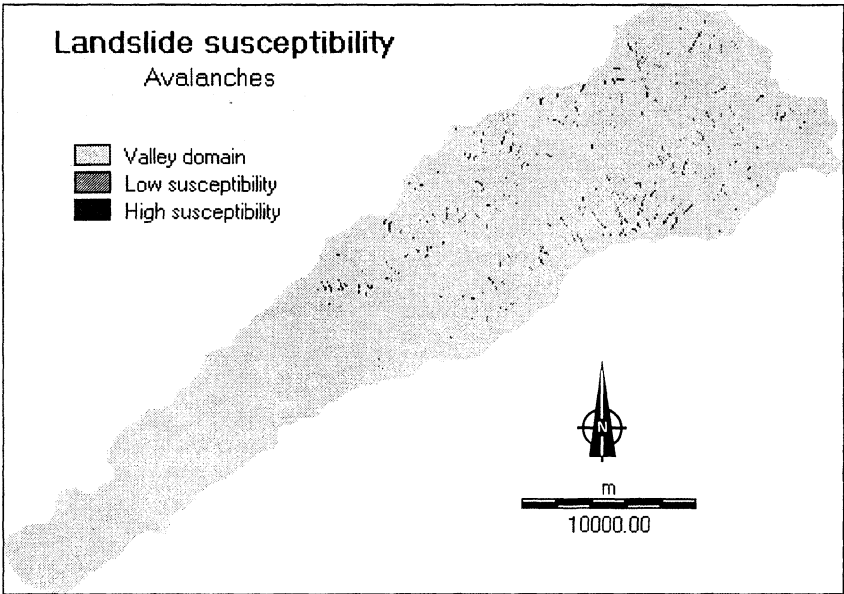 Landslide susceptibility
Avalanches
Valley domain
Low susceptibility
High susceptibility
N
m
10000.00